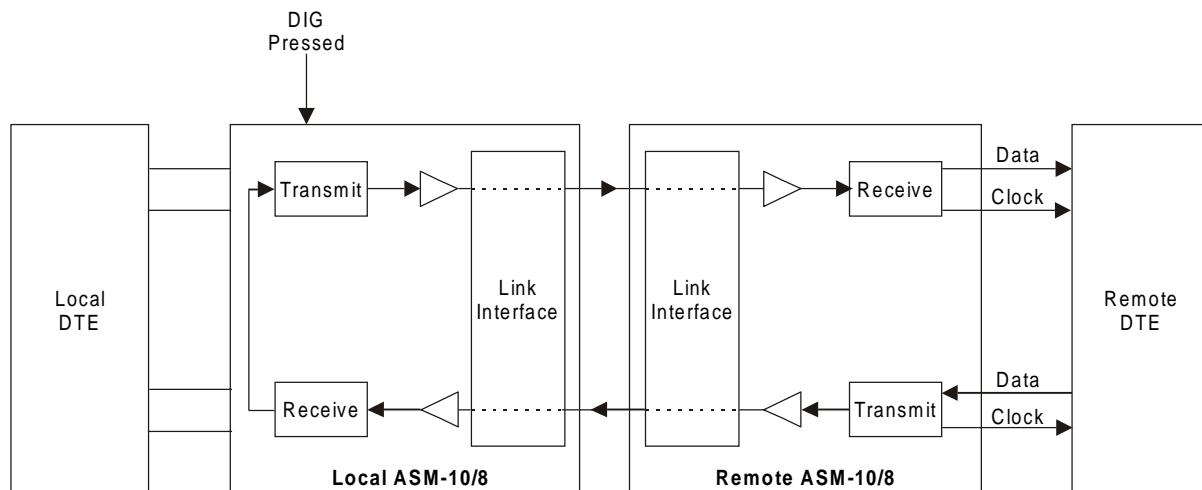 DIG
Pressed
Data
Transmit
Receive
Clock
Local
DTE
Link
Interface
Link
Interface
Remote
DTE
Data
Receive
Transmit
Clock
Local ASM-10/8
Remote ASM-10/8